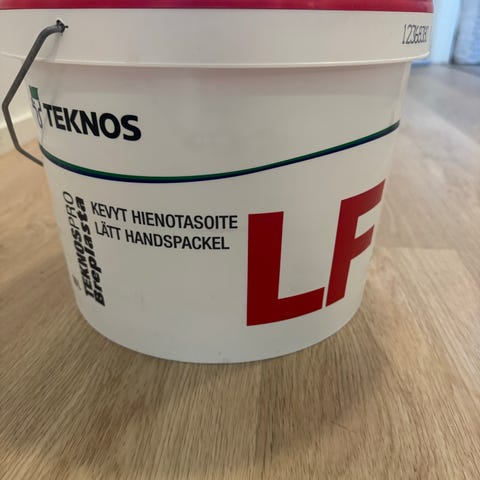 TEKNOS
KEVYT HIENOTASOITE
LÄTT HANDSPACKEL
TEKNOSPRO
Breplasta
LF